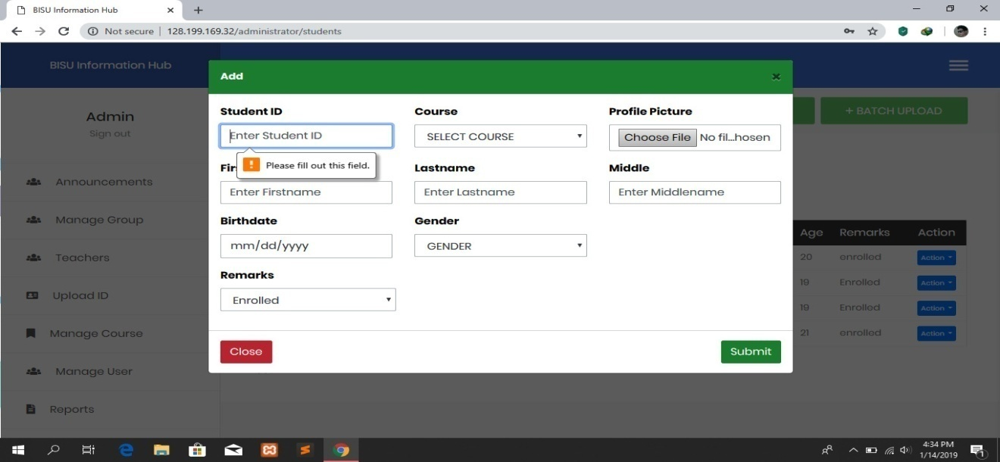 BISU Information Hub
Not secure | 128.199.169.32/administrator/students
BISU Information Hub
Admin
Sign out
Announcements
Manage Group
Teachers
Upload ID
Manage Course
Manage User
Reports
+ BATCH UPLOAD
Add
Student ID Course Profile Picture
Enter Student ID SELECT COURSE Choose File No fil...hosen
Please fill out this field.
Lastname Middle
Enter Firstname Enter Lastname Enter Middlename
Birthdate Gender
mm/dd/yyyy GENDER
Remarks
Enrolled
Close Submit
Age Remarks Action
20 enrolled Action
19 Enrolled Action
19 Enrolled Action
21 enrolled Action
4:34 PM
1/14/2019
1